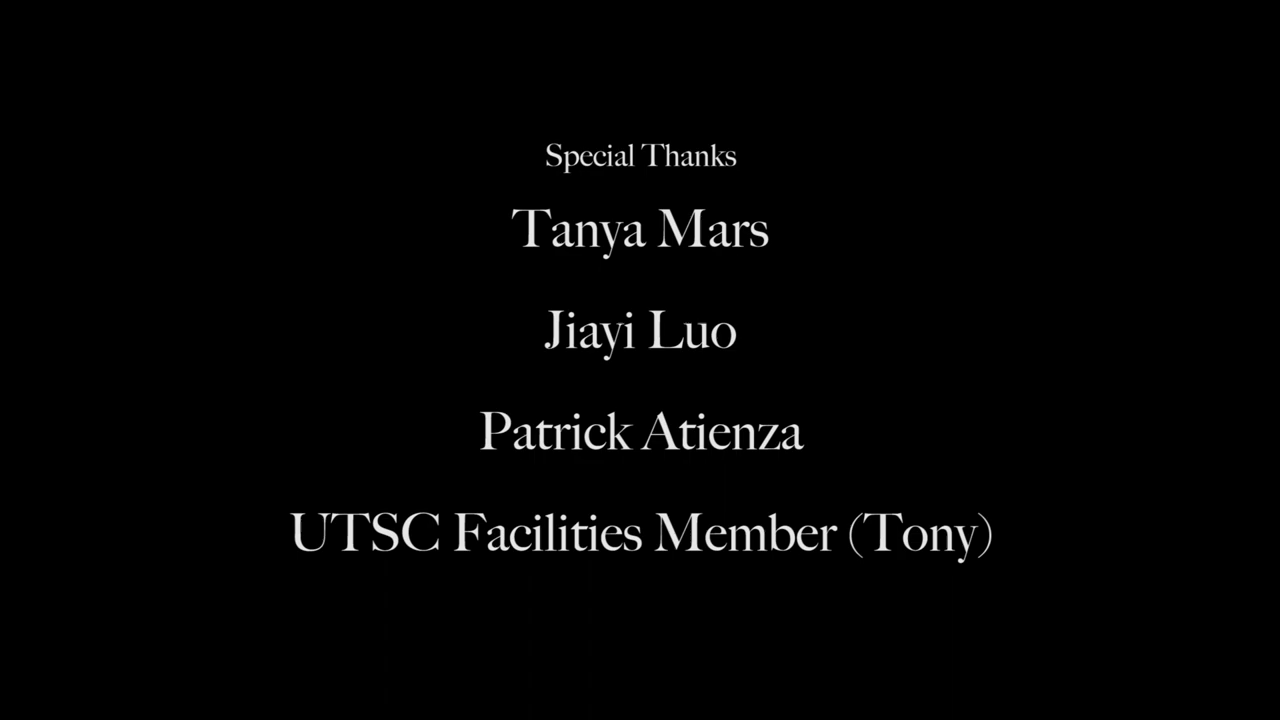 Special Thanks
Tanya Mars
Jiayi Luo
Patrick Atienza
UTSC Facilities Member (Tony)